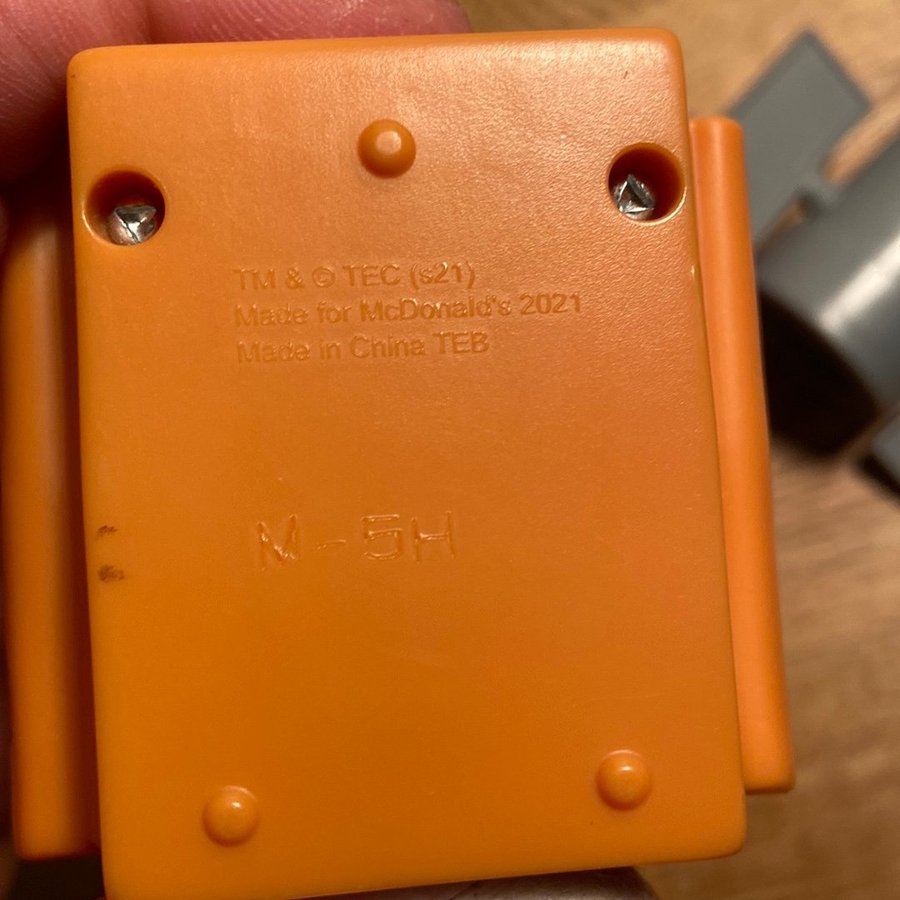 TM & © TEC (s21)
Made for McDonald's 2021
Made in China TEB
M-5H